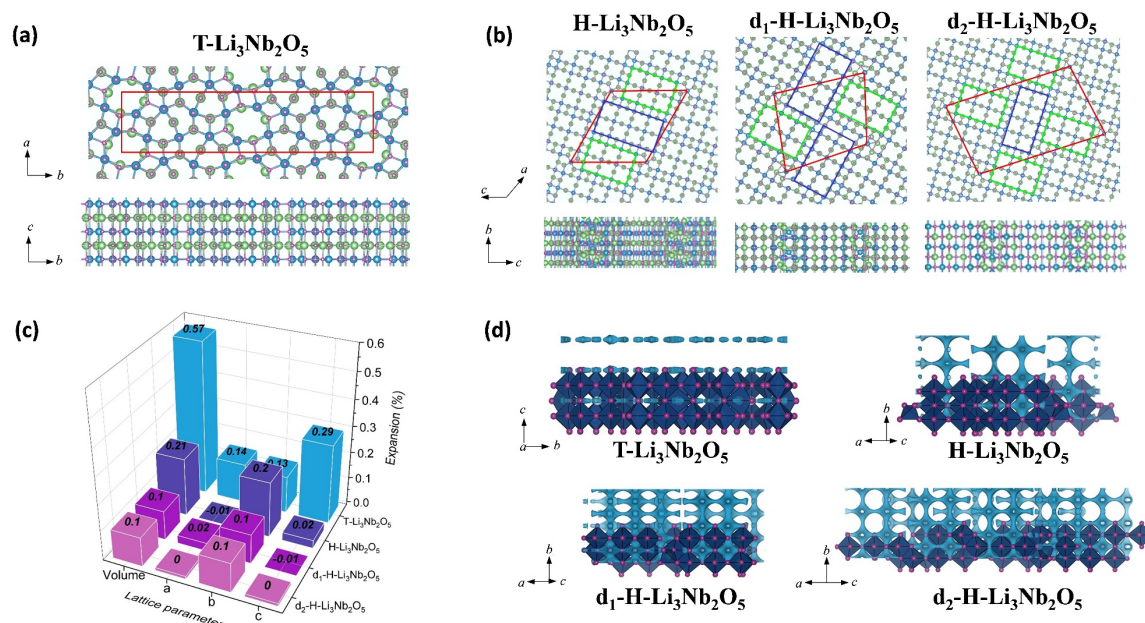 (a)
T-Li₃Nb₂O₅
a
b
c
b
(b)
H-Li₃Nb₂O₅
d₁-H-Li₃Nb₂O₅
d₂-H-Li₃Nb₂O₅
a
c
b
c
(c)
0.57
0.14
0.13
0.29
0.21
-0.01
0.2
0.02
0.1
0.02
0.1
-0.01
0.1
0
0.1
0
0.6
0.5
0.4
0.3
0.2
0.1
0.0
Expansion (%)
T-Li₃Nb₂O₅
H-Li₃Nb₂O₅
d₁-H-Li₃Nb₂O₅
d₂-H-Li₃Nb₂O₅
Volume
a
b
c
Lattice
(d)
c
a b
T-Li₃Nb₂O₅
b
a c
H-Li₃Nb₂O₅
b
a c
d₁-H-Li₃Nb₂O₅
b
a c
d₂-H-Li₃Nb₂O₅